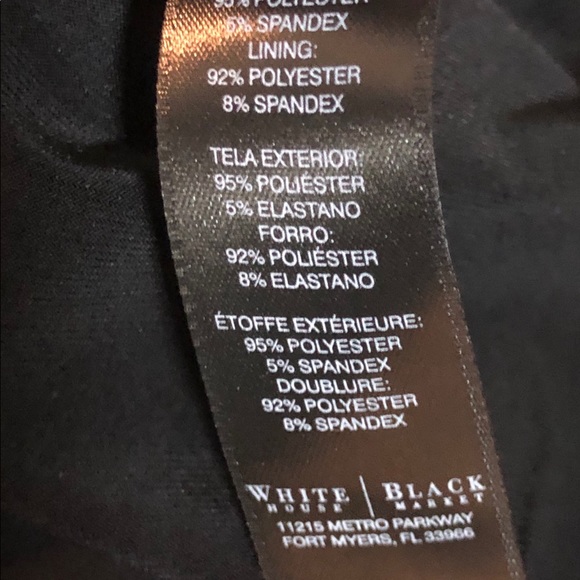 95% POLYESTER
5% SPANDEX
LINING:
92% POLYESTER
8% SPANDEX
TELA EXTERIOR:
95% POLIÉSTER
5% ELASTANO
FORRO:
92% POLIÉSTER
8% ELASTANO
ÉTOFFE EXTÉRIEURE:
95% POLYESTER
5% SPANDEX
DOUBLURE:
92% POLYESTER
8% SPANDEX
WHITE | BLACK
HOUSE | MARKET
11215 METRO PARKWAY
FORT MYERS, FL 33966